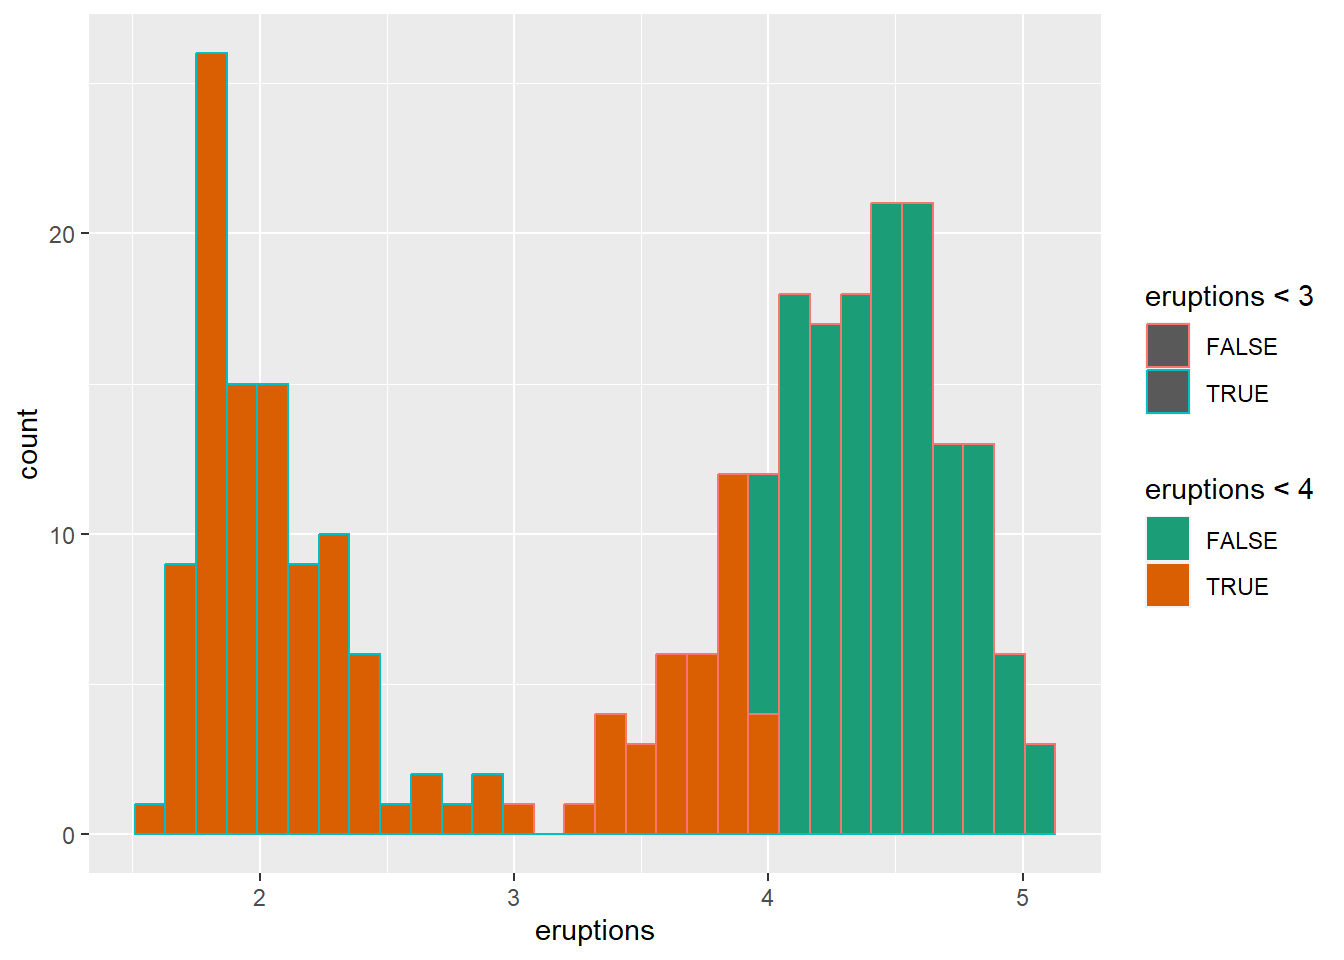 20
10
0
count
2 3 4 5
eruptions
eruptions < 3
FALSE
TRUE
eruptions < 4
FALSE
TRUE